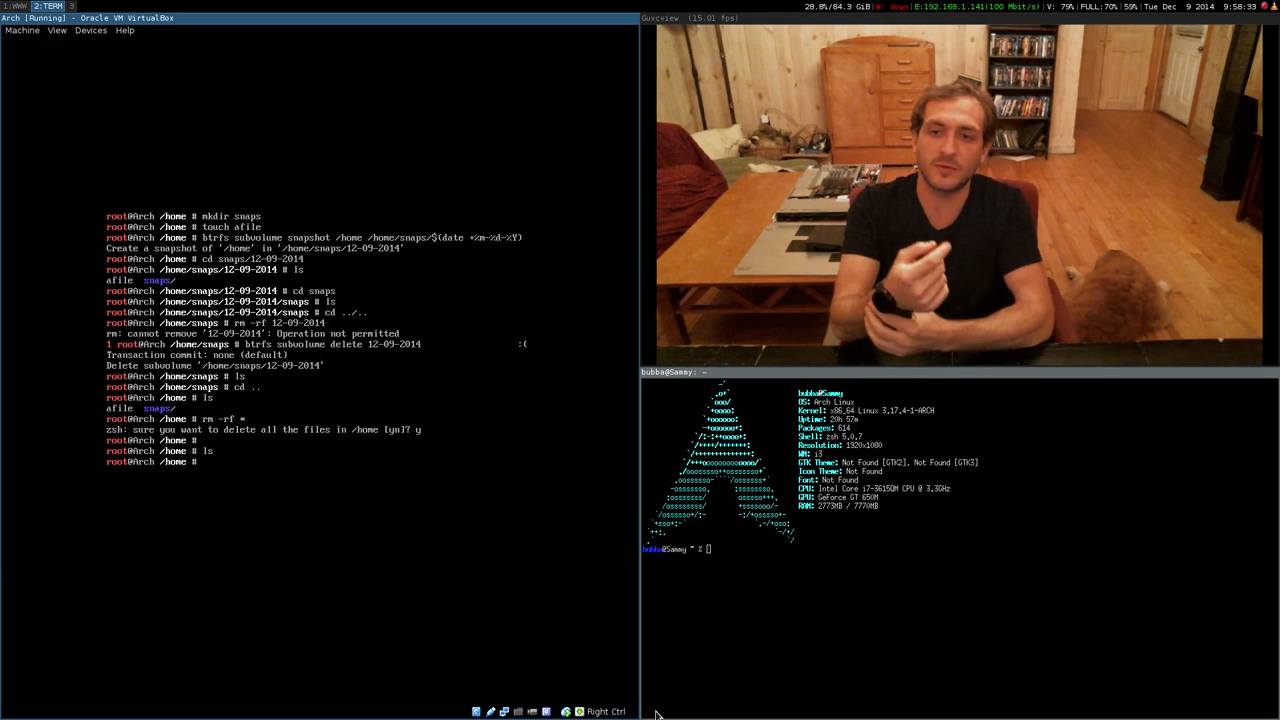 1:WWW 2:TERM 3
28.8%/84.3 GiB|W: down|E:192.168.1.141(100 Mbit/s)|V: 79%|FULL:70%|59%|Tue Dec  9 2014  9:58:33
Arch [Running] - Oracle VM VirtualBox
Machine View Devices Help
root@Arch /home # mkdir snaps
root@Arch /home # touch afile
root@Arch /home # btrfs subvolume snapshot /home /home/snaps/$(date +%m-%d-%Y)
Create a snapshot of '/home' in '/home/snaps/12-09-2014'
root@Arch /home # cd snaps/12-09-2014
root@Arch /home/snaps/12-09-2014 # ls
afile  snaps/
root@Arch /home/snaps/12-09-2014 # cd snaps
root@Arch /home/snaps/12-09-2014/snaps # ls
root@Arch /home/snaps/12-09-2014/snaps # cd ../..
root@Arch /home/snaps # rm -rf 12-09-2014
rm: cannot remove '12-09-2014': Operation not permitted
1 root@Arch /home/snaps # btrfs subvolume delete 12-09-2014 :(
Transaction commit: none (default)
Delete subvolume '/home/snaps/12-09-2014'
root@Arch /home/snaps # ls
root@Arch /home/snaps # cd ..
root@Arch /home # ls
afile  snaps/
root@Arch /home # rm -rf *
zsh: sure you want to delete all the files in /home [yn]? y
root@Arch /home #
root@Arch /home # ls
root@Arch /home #
Right Ctrl
Guvcview (15.01 fps)
bubba@Sammy: ~
bubba@Sammy
OS: Arch Linux
Kernel: x86_64 Linux 3.17.4-1-ARCH
Uptime: 20h 57m
Packages: 614
Shell: zsh 5.0.7
Resolution: 1920x1080
WM: i3
GTK Theme: Not Found [GTK2], Not Found [GTK3]
Icon Theme: Not Found
Font: Not Found
CPU: Intel Core i7-3615QM CPU @ 3.3GHz
GPU: GeForce GT 650M
RAM: 2773MB / 7770MB
bubba@Sammy ~ %